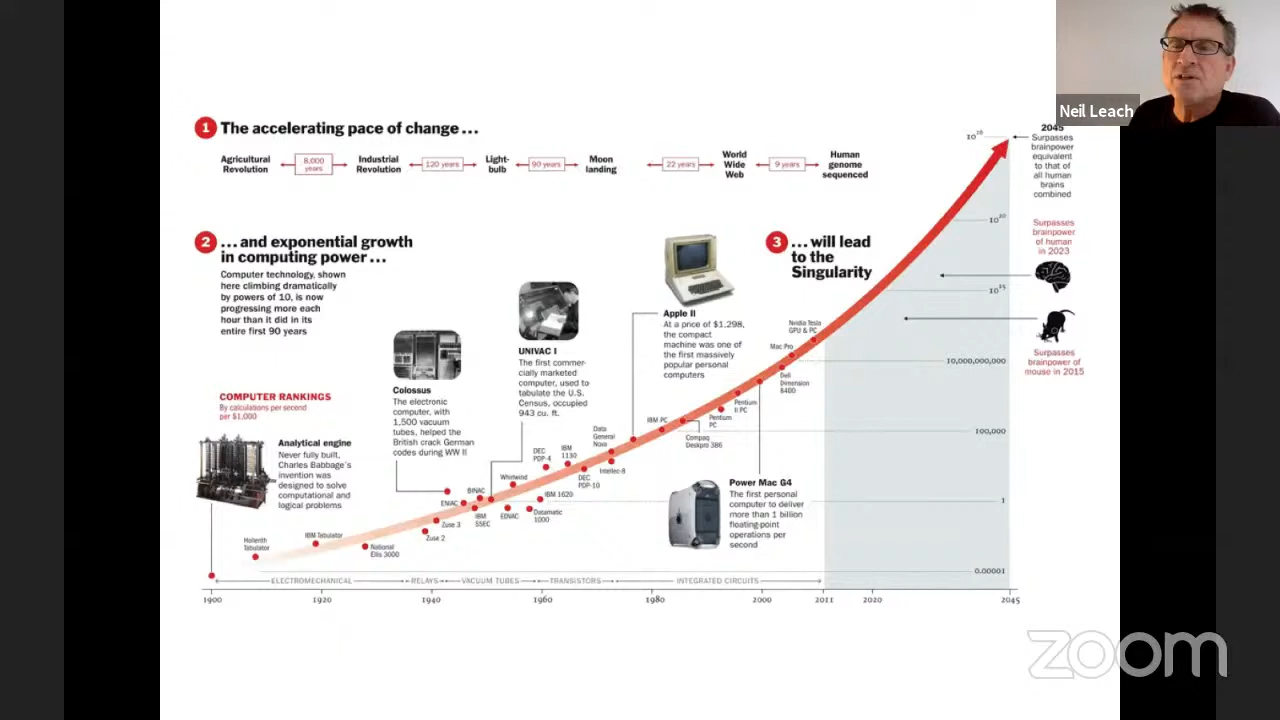 Neil Leach
1 The accelerating pace of change...
Agricultural
Revolution
8,000
years
Industrial
Revolution
120 years
Light-
bulb
90 years
Moon
landing
22 years
World
Wide
Web
9 years
Human
genome
sequenced
2 ...and exponential growth
in computing power...
Computer technology, shown
here climbing dramatically
by powers of 10, is now
progressing more each
hour than it did in its
entire first 90 years
3 ...will lead
to the
Singularity
2045
Surpasses
brainpower
equivalent
to that of
all human
brains
combined
Surpasses
brainpower
of human
in 2023
Surpasses
brainpower of
mouse in 2015
COMPUTER RANKINGS
By calculations per second
per $1,000
Analytical engine
Never fully built,
Charles Babbage's
invention was
designed to solve
computational and
logical problems
Colossus
The electronic
computer, with
1,500 vacuum
tubes, helped the
British crack German
codes during WW II
UNIVAC I
The first commer-
cially marketed
computer, used to
tabulate the U.S.
Census, occupied
943 cu. ft.
Apple II
At a price of $1,298,
the compact
machine was one of
the first massively
popular personal
computers
Power Mac G4
The first personal
computer to deliver
more than 1 billion
floating-point
operations per
second
Hollerith
Tabulator
IBM Tabulator
National
Ellis 3000
Zuse 2
Zuse 3
ENIAC
BINAC
IBM
SSEC
Whirlwind
EDVAC
Datamatic
1000
IBM 1620
DEC
PDP-4
IBM
1130
DEC
PDP-10
Data
General
Nova
Intellec-8
IBM PC
Compaq
Deskpro 386
Pentium
PC
Pentium
II PC
Dell
Dimension
8400
Mac Pro
Nvidia Tesla
GPU & PC
10²⁰
10¹⁵
10,000,000,000
100,000
1
0.00001
ELECTROMECHANICAL
RELAYS
VACUUM TUBES
TRANSISTORS
INTEGRATED CIRCUITS
1900
1920
1940
1960
1980
2000
2011
2020
2045
zoom